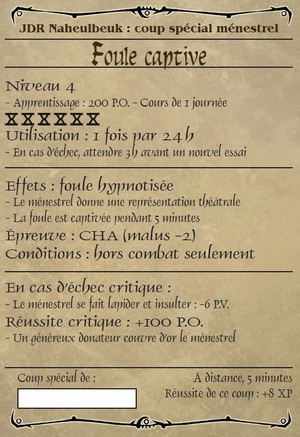 JDR Naheulbeuk : coup spécial ménestrel
Foule captive
Niveau 4
- Apprentissage : 200 P.O. - Cours de 1 journée
Utilisation : 1 fois par 24h
- En cas d'échec, attendre 3h avant un nouvel essai
Effets : foule hypnotisée
- Le ménestrel donne une représentation théâtrale
- La foule est captivée pendant 5 minutes
Épreuve : CHA (malus -2)
Conditions : hors combat seulement
En cas d'échec critique :
- Le ménestrel se fait lapider et insulter : -6 P.V.
Réussite critique : +100 P.O.
- Un généreux donateur couvre d'or le ménestrel
Coup spécial de :
A distance, 5 minutes
Réussite de ce coup : +8 XP